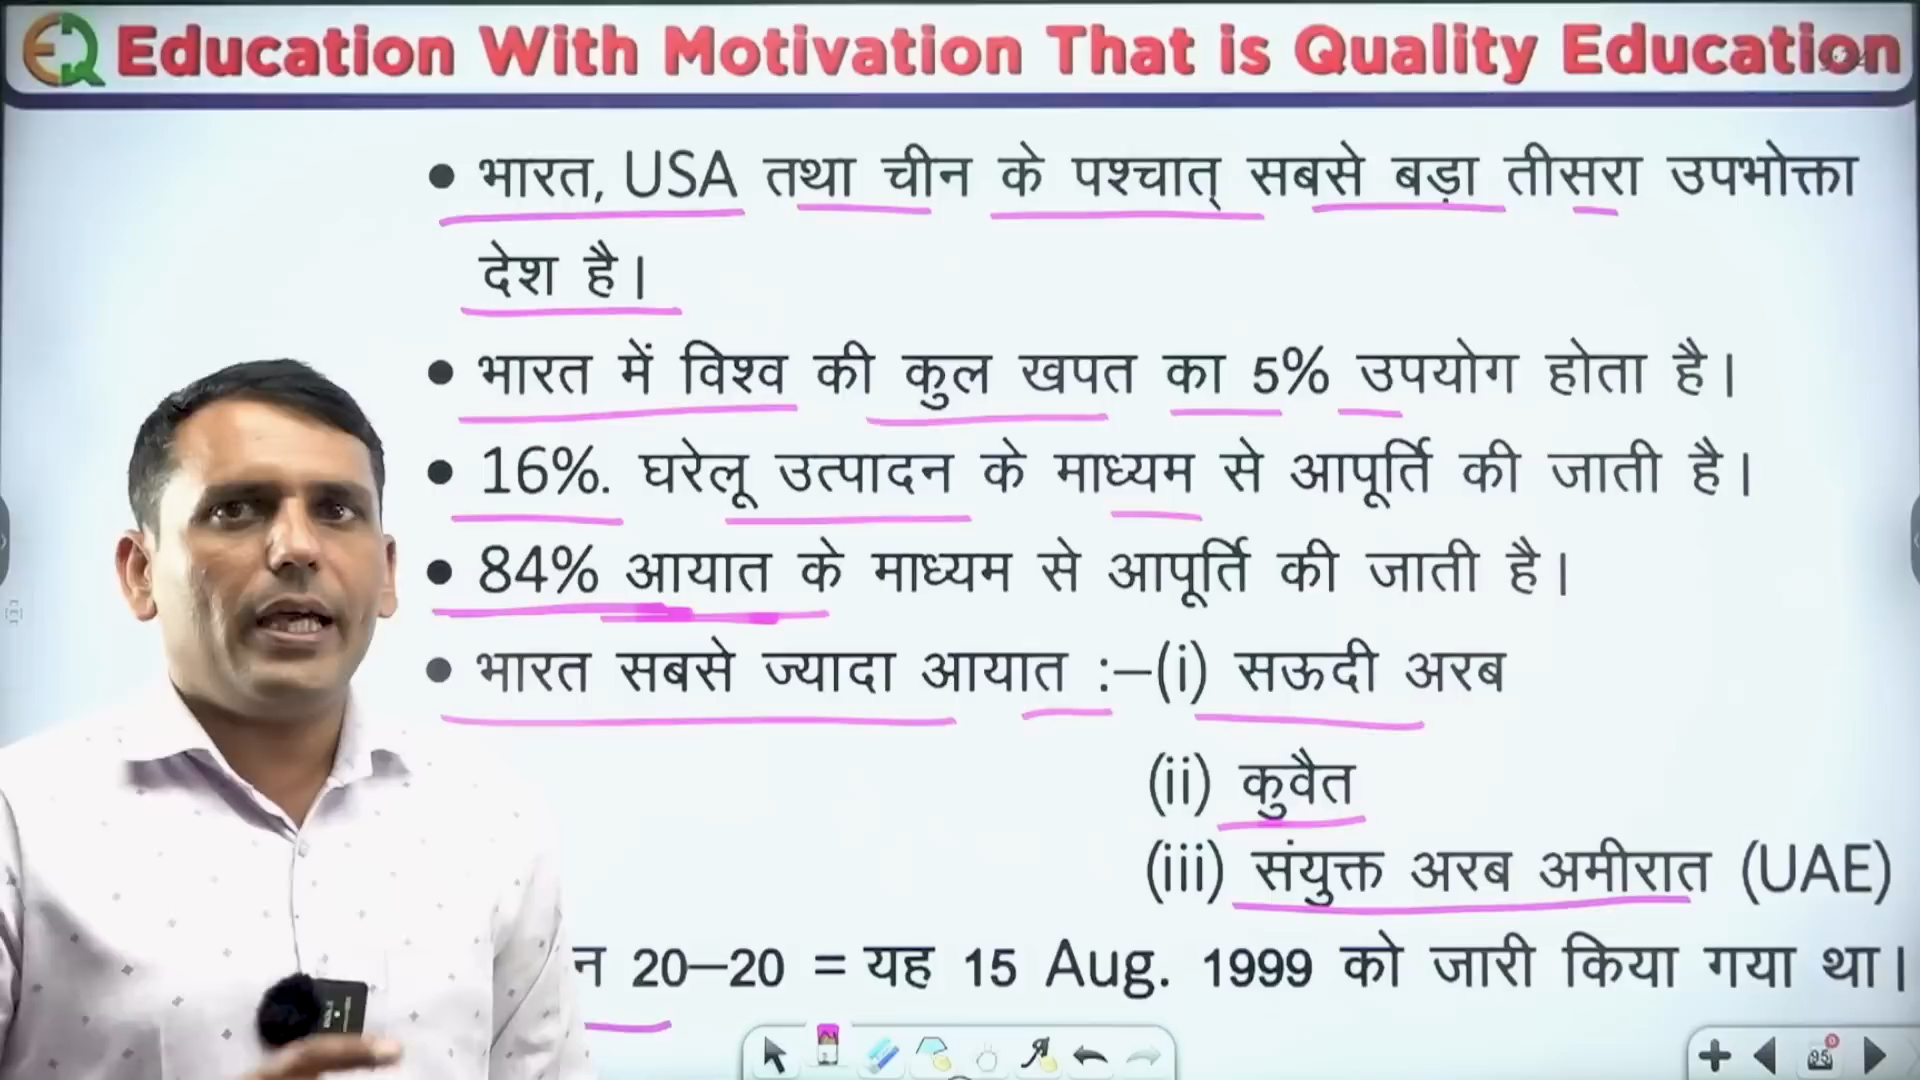 EQ Education With Motivation That is Quality Education
• भारत, USA तथा चीन के पश्चात् सबसे बड़ा तीसरा उपभोक्ता
देश है।
• भारत में विश्व की कुल खपत का 5% उपयोग होता है।
• 16%. घरेलू उत्पादन के माध्यम से आपूर्ति की जाती है।
• 84% आयात के माध्यम से आपूर्ति की जाती है।
• भारत सबसे ज्यादा आयात :–(i) सऊदी अरब
(ii) कुवैत
(iii) संयुक्त अरब अमीरात (UAE)
न 20–20 = यह 15 Aug. 1999 को जारी किया गया था।
95